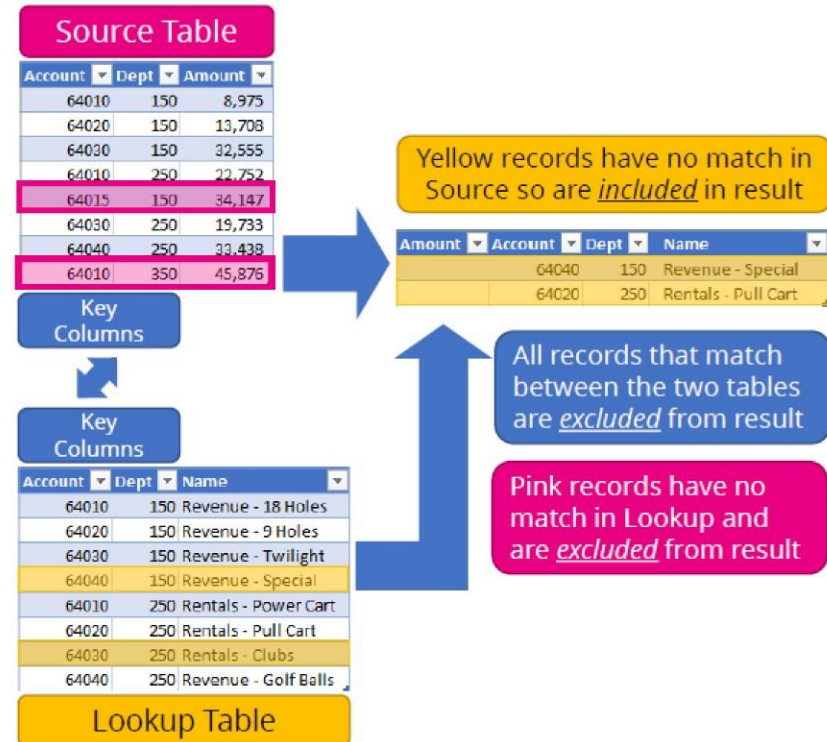 Source Table
Account Dept Amount
64010 150 8,975
64020 150 13,708
64030 150 32,555
64010 250 22,752
64015 150 34,147
64030 250 19,733
64040 250 33,438
64010 350 45,876
Key
Columns
Key
Columns
Account Dept Name
64010 150 Revenue - 18 Holes
64020 150 Revenue - 9 Holes
64030 150 Revenue - Twilight
64040 150 Revenue - Special
64010 250 Rentals - Power Cart
64020 250 Rentals - Pull Cart
64030 250 Rentals - Clubs
64040 250 Revenue - Golf Balls
Lookup Table
Yellow records have no match in
Source so are included in result
Amount Account Dept Name
64040 150 Revenue - Special
64020 250 Rentals - Pull Cart
All records that match
between the two tables
are excluded from result
Pink records have no
match in Lookup and
are excluded from result